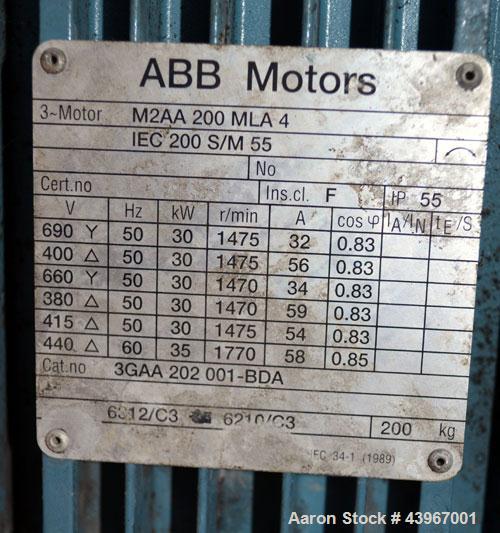 ABB Motors
3~Motor M2AA 200 MLA 4
IEC 200 S/M 55
No
Cert.no Ins.cl. F IP 55
V Hz kW r/min A cos φ IA/IN tE/S
690 Y 50 30 1475 32 0.83
400 △ 50 30 1475 56 0.83
660 Y 50 30 1470 34 0.83
380 △ 50 30 1470 59 0.83
415 △ 50 30 1475 54 0.83
440 △ 60 35 1770 58 0.85
Cat.no 3GAA 202 001-BDA
6312/C3 6210/C3 200 kg
IEC 34-1 (1989)
Aaron Stock # 43967001